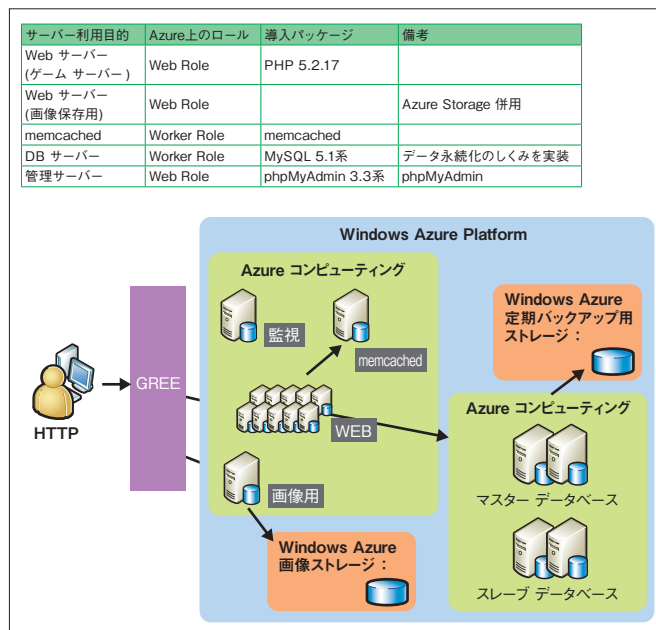 サーバー利用目的 Azure上のロール 導入パッケージ 備考
Web サーバー
(ゲーム サーバー) Web Role PHP 5.2.17
Web サーバー
(画像保存用) Web Role Azure Storage 併用
memcached Worker Role memcached
DB サーバー Worker Role MySQL 5.1系 データ永続化のしくみを実装
管理サーバー Web Role phpMyAdmin 3.3系 phpMyAdmin
Windows Azure Platform
Azure コンピューティング
監視
memcached
WEB
画像用
HTTP
GREE
Windows Azure
定期バックアップ用
ストレージ：
Azure コンピューティング
マスター データベース
スレーブ データベース
Windows Azure
画像ストレージ：